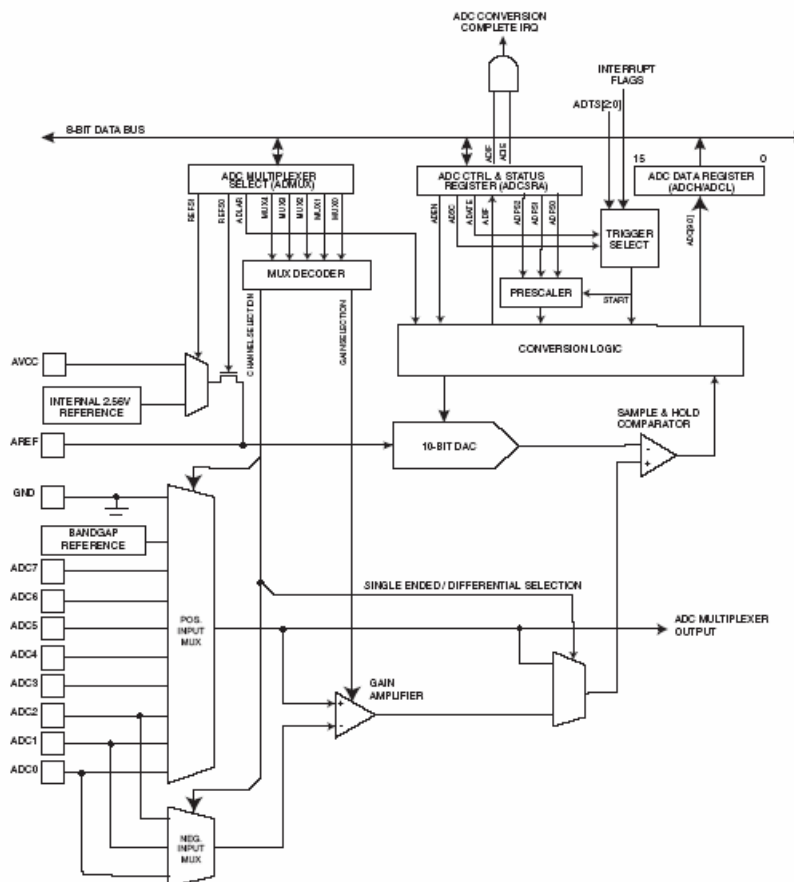 ADC CONVERSION
COMPLETE IRQ
INTERRUPT
FLAGS
ADTS[2:0]
8-BIT DATA BUS
ADIF
ADIE
15
0
ADC MULTIPLEXER
SELECT (ADMUX)
ADC CTRL & STATUS
REGISTER (ADCSRA)
ADC DATA REGISTER
(ADCH/ADCL)
REFS1
REFS0
ADLAR
MUX4
MUX3
MUX2
MUX1
MUX0
ADEN
ADSC
ADATE
ADIF
ADPS2
ADPS1
ADPS0
TRIGGER
SELECT
ADC[9:0]
MUX DECODER
PRESCALER
START
CHANNEL SELECTION
GAIN SELECTION
CONVERSION LOGIC
AVCC
INTERNAL 2.56V
REFERENCE
SAMPLE & HOLD
COMPARATOR
AREF
10-BIT DAC
-
+
GND
BANDGAP
REFERENCE
ADC7
SINGLE ENDED / DIFFERENTIAL SELECTION
ADC6
ADC5
POS.
INPUT
MUX
ADC MULTIPLEXER
OUTPUT
ADC4
ADC3
GAIN
AMPLIFIER
ADC2
+
-
ADC1
ADC0
NEG.
INPUT
MUX